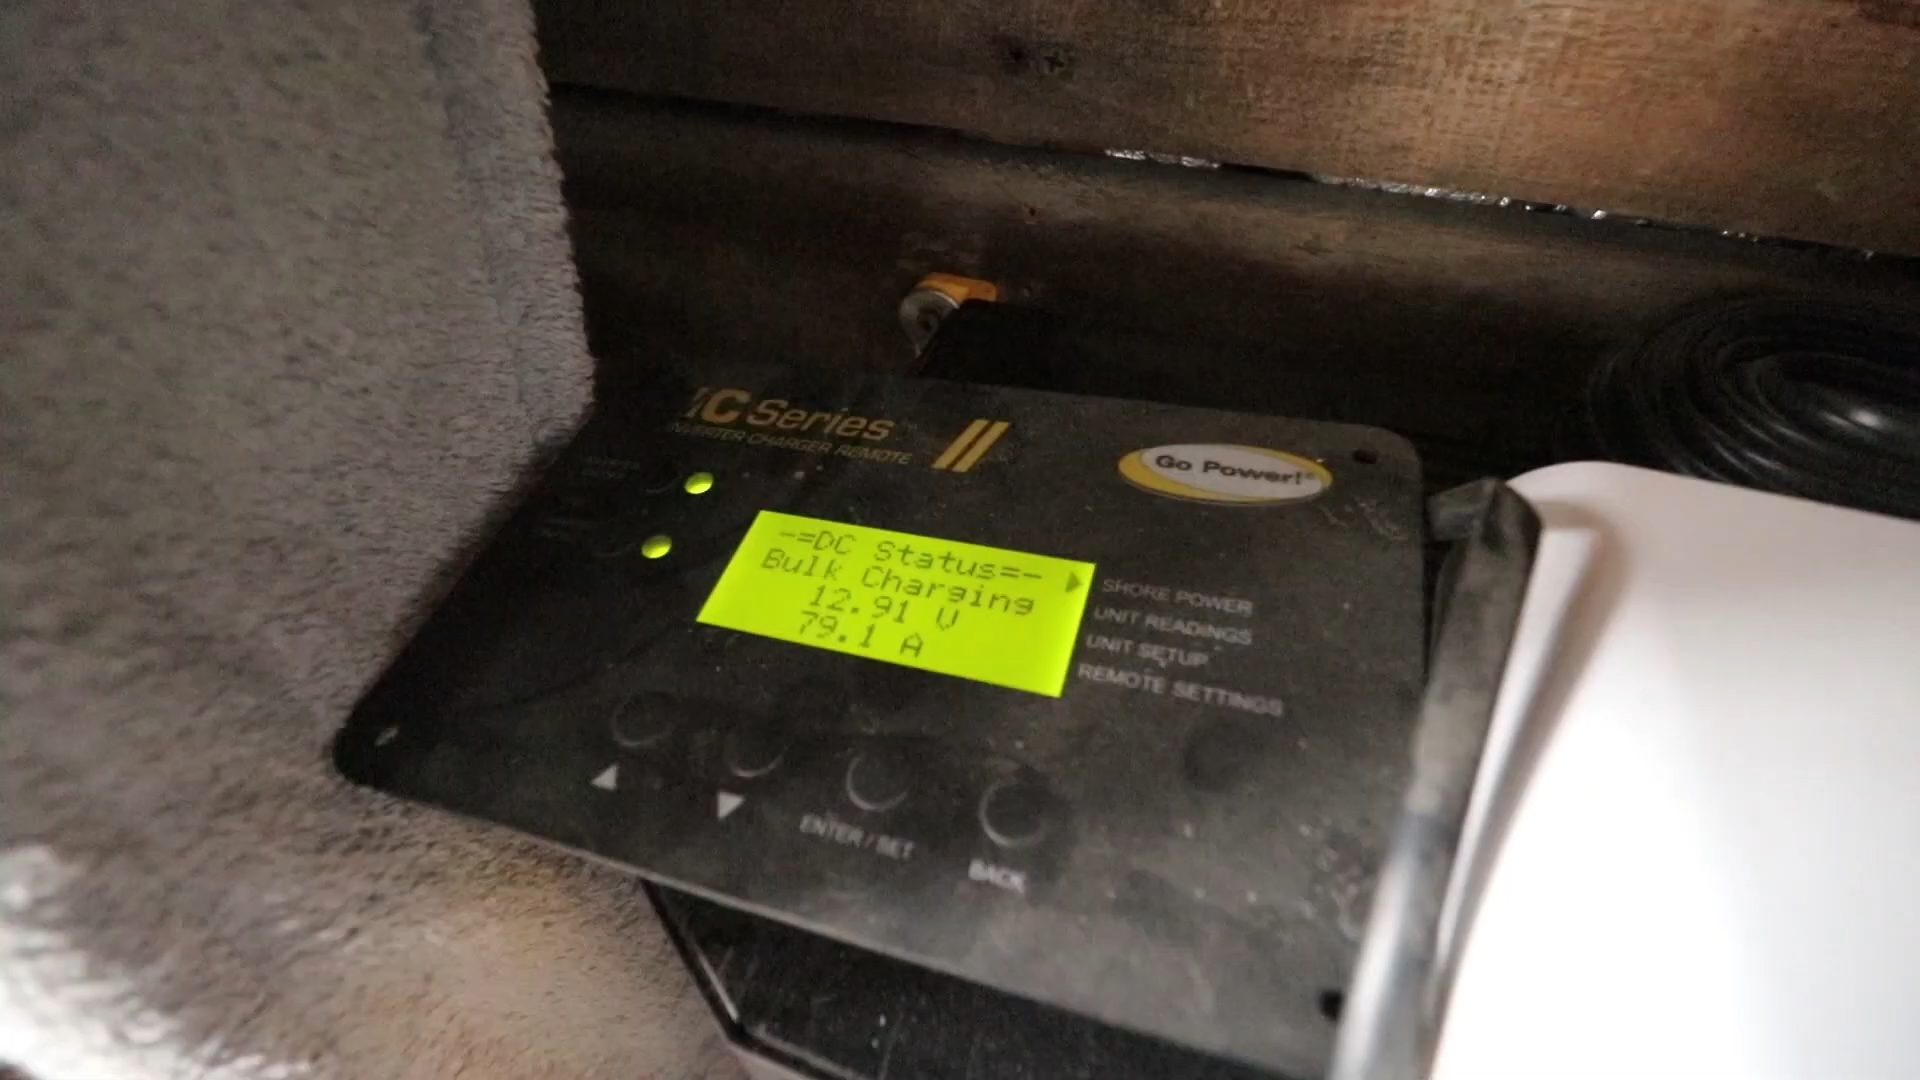 IC Series
INVERTER CHARGER REMOTE
Go Power!
-=DC Status=-
Bulk Charging
12.91 V
79.1 A
SHORE POWER
UNIT READINGS
UNIT SETUP
REMOTE SETTINGS
ENTER / SET
BACK